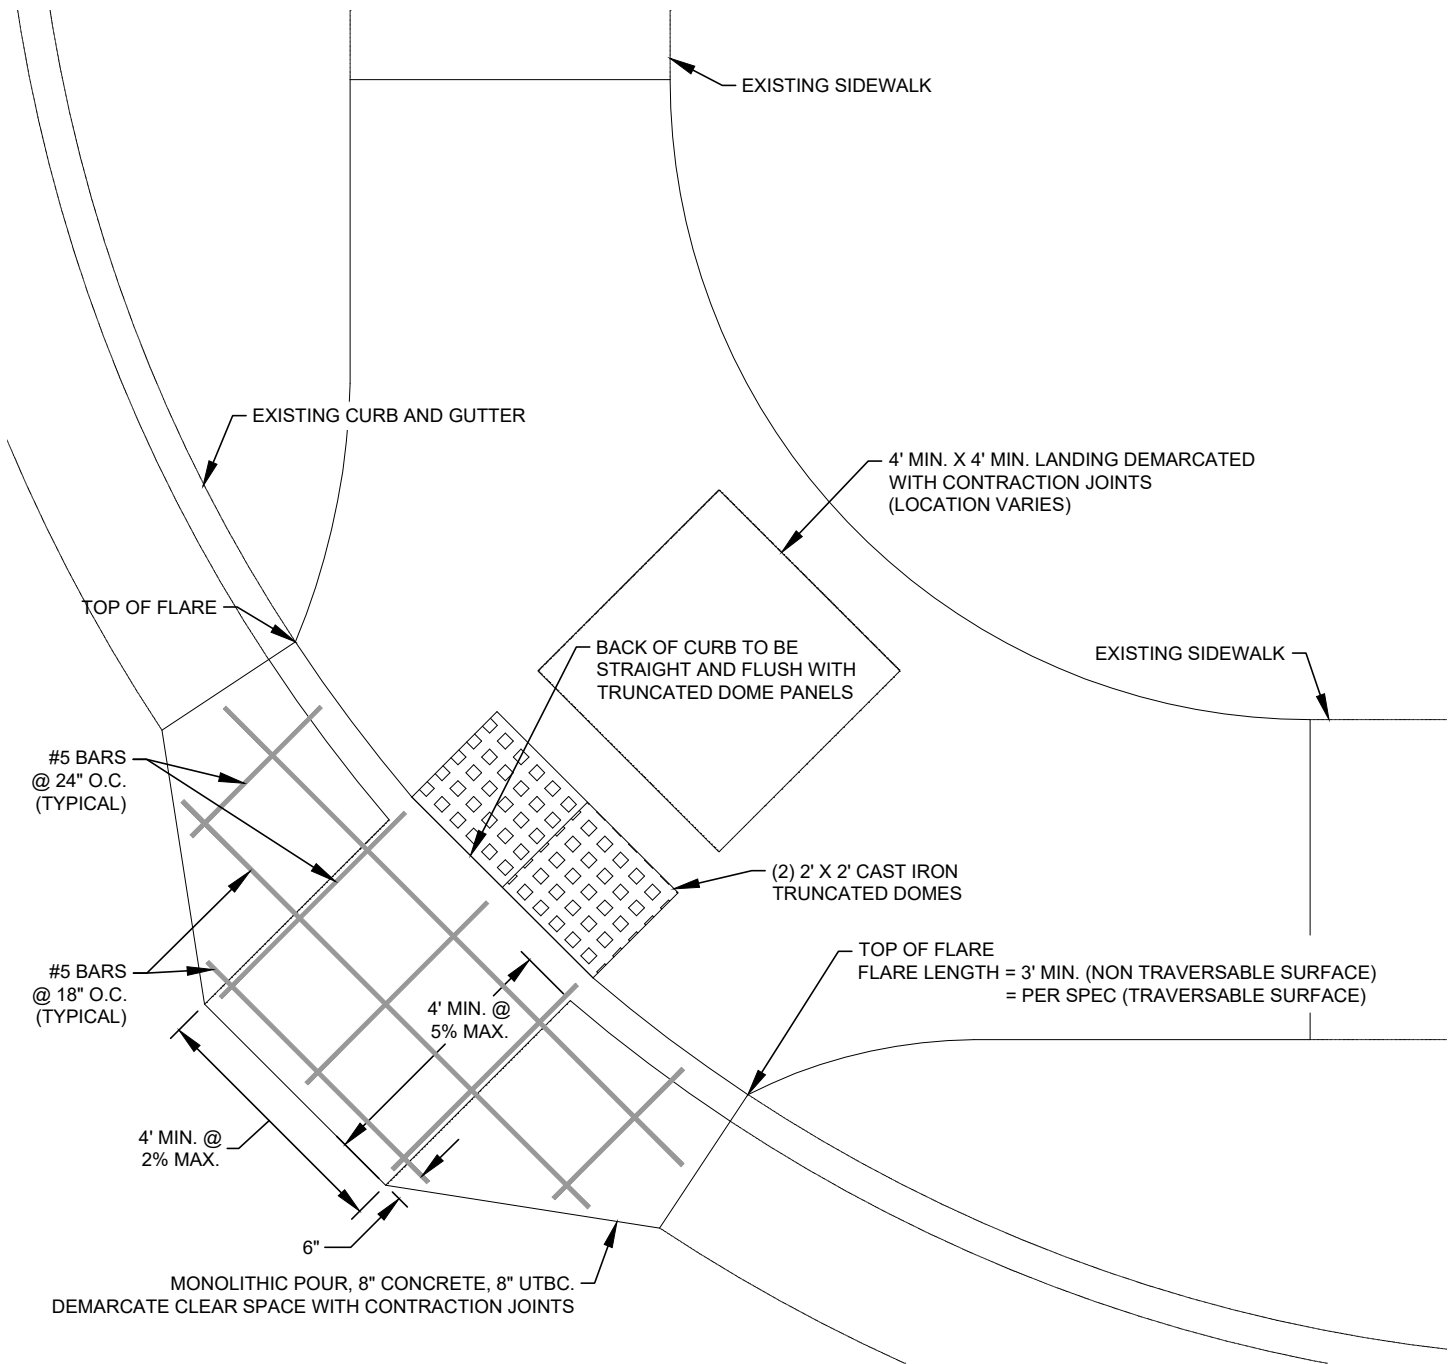 EXISTING SIDEWALK
EXISTING CURB AND GUTTER
4' MIN. X 4' MIN. LANDING DEMARCATED
WITH CONTRACTION JOINTS
(LOCATION VARIES)
TOP OF FLARE
BACK OF CURB TO BE
STRAIGHT AND FLUSH WITH
TRUNCATED DOME PANELS
EXISTING SIDEWALK
#5 BARS
@ 24" O.C.
(TYPICAL)
(2) 2' X 2' CAST IRON
TRUNCATED DOMES
TOP OF FLARE
FLARE LENGTH = 3' MIN. (NON TRAVERSABLE SURFACE)
= PER SPEC (TRAVERSABLE SURFACE)
#5 BARS
@ 18" O.C.
(TYPICAL)
4' MIN. @
5% MAX.
4' MIN. @
2% MAX.
6"
MONOLITHIC POUR, 8" CONCRETE, 8" UTBC.
DEMARCATE CLEAR SPACE WITH CONTRACTION JOINTS